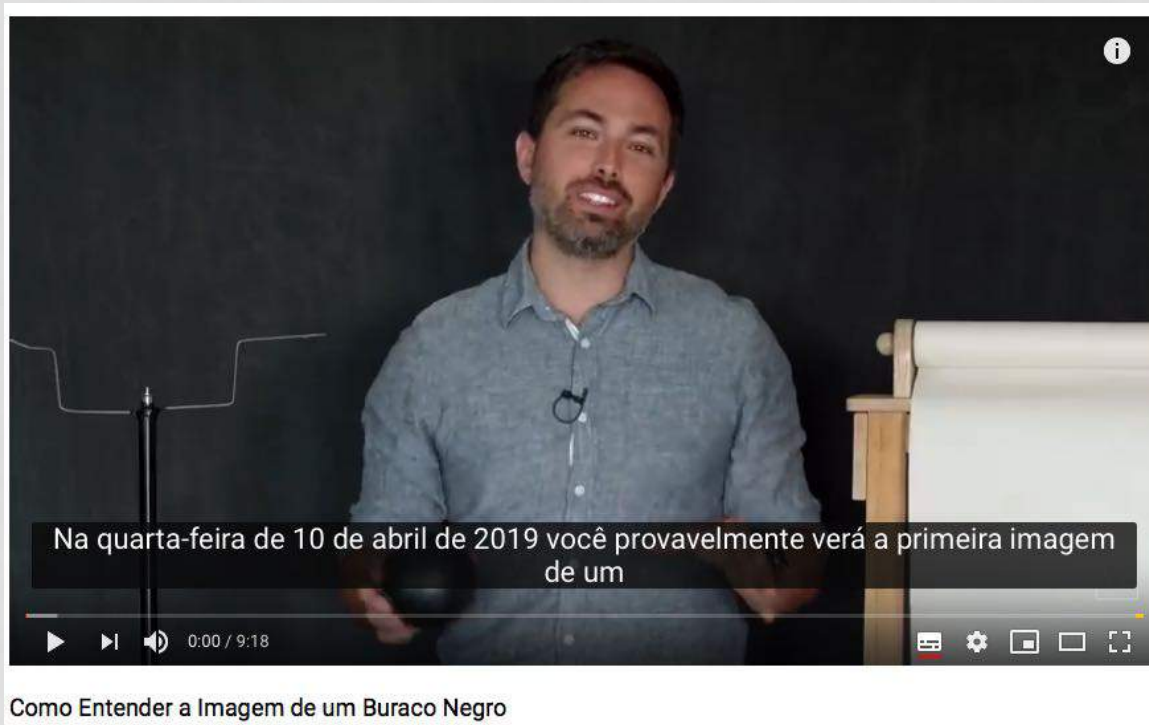 Na quarta-feira de 10 de abril de 2019 você provavelmente verá a primeira imagem
de um
0:00 / 9:18
Como Entender a Imagem de um Buraco Negro